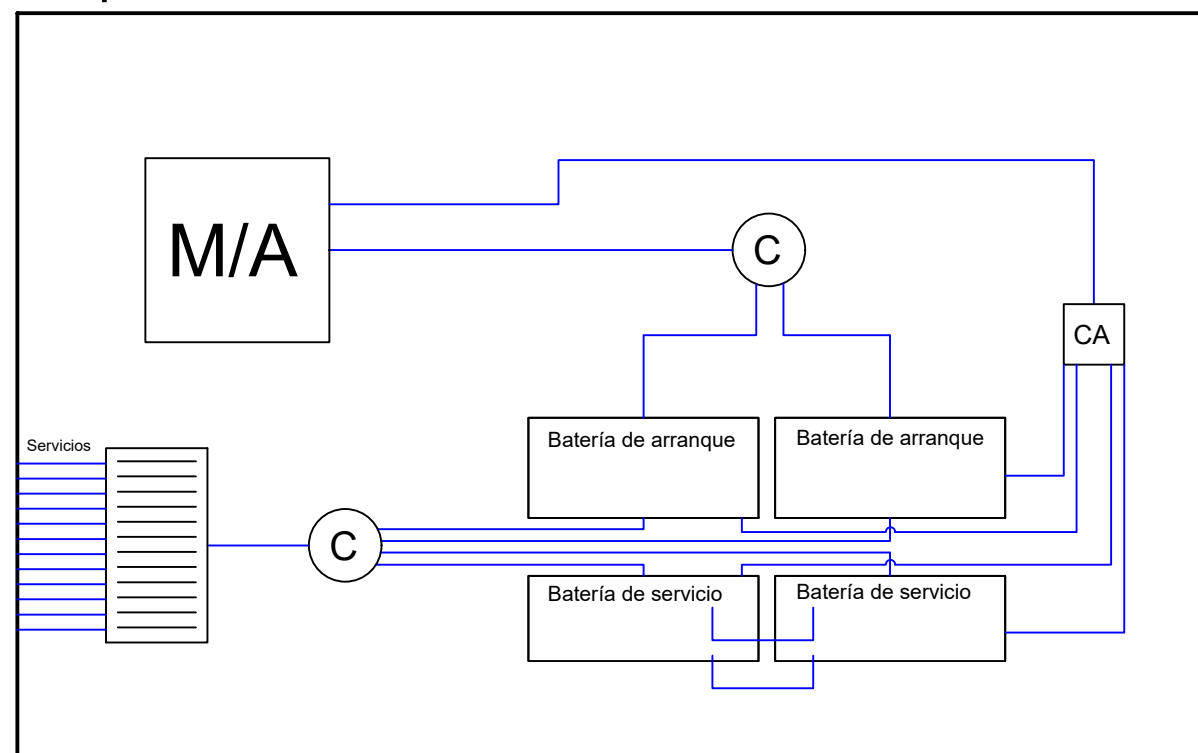 M/A
C
CA
Batería de arranque
Batería de arranque
Servicios
C
Batería de servicio
Batería de servicio